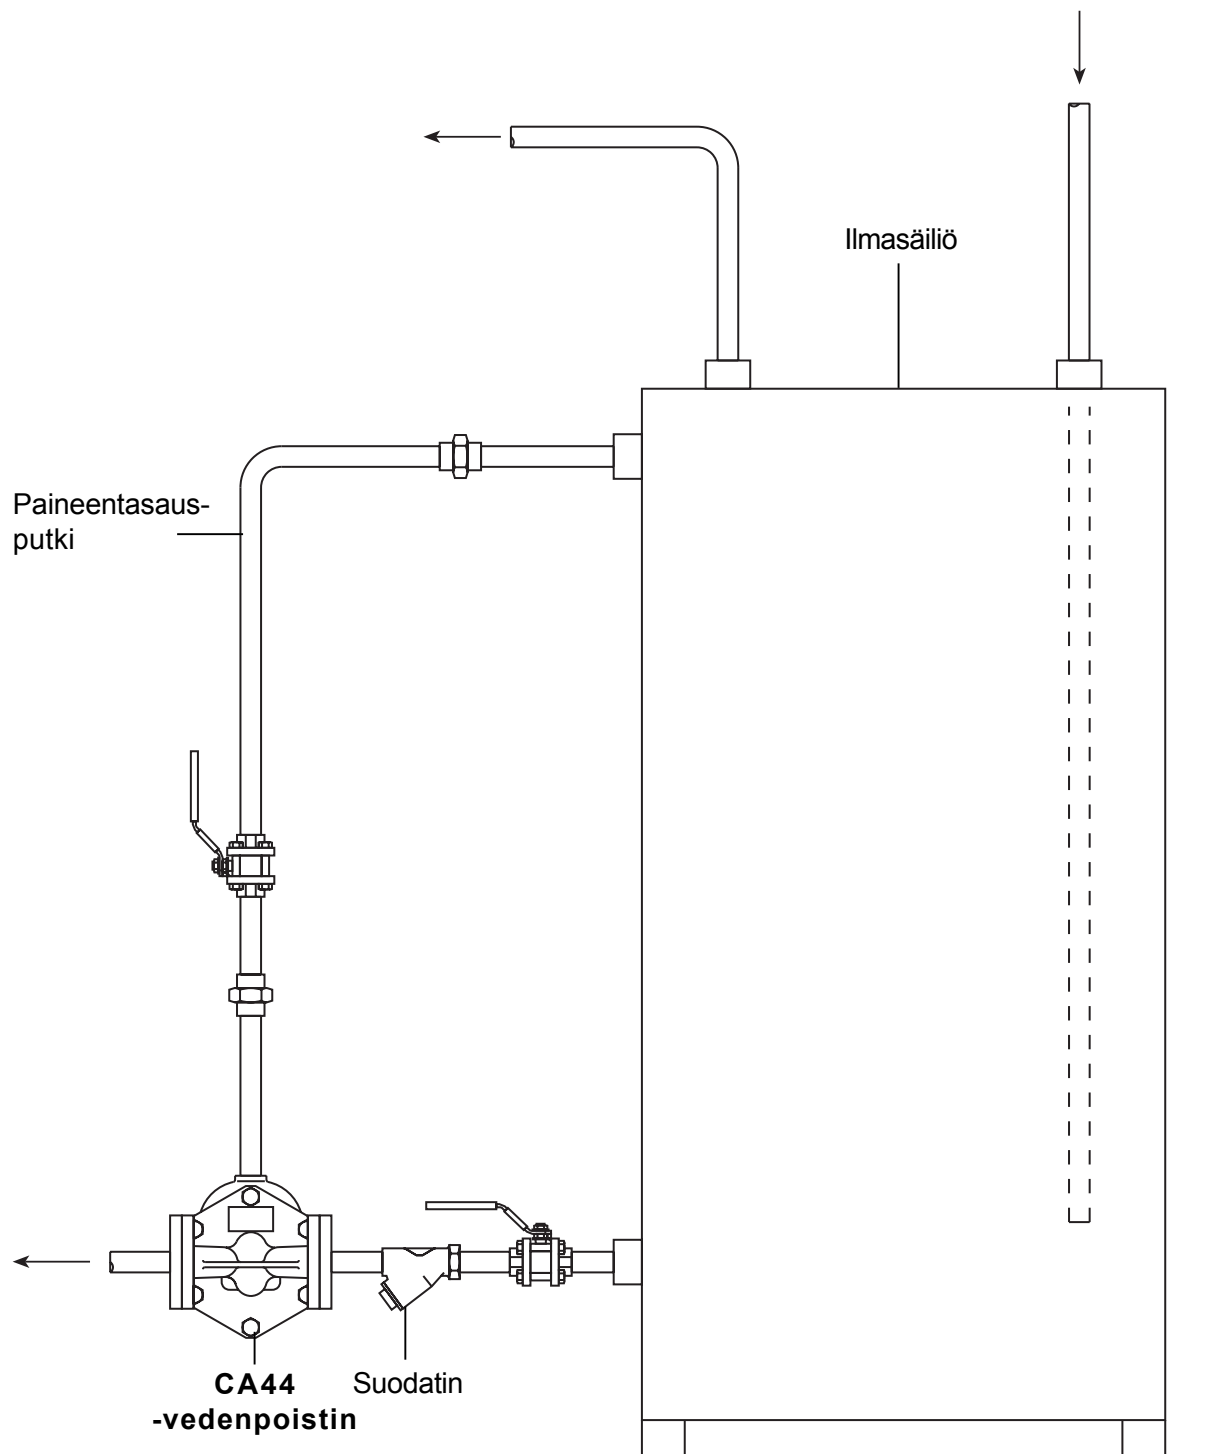 Ilmasäiliö
Paineentasaus-
putki
CA44
-vedenpoistin
Suodatin